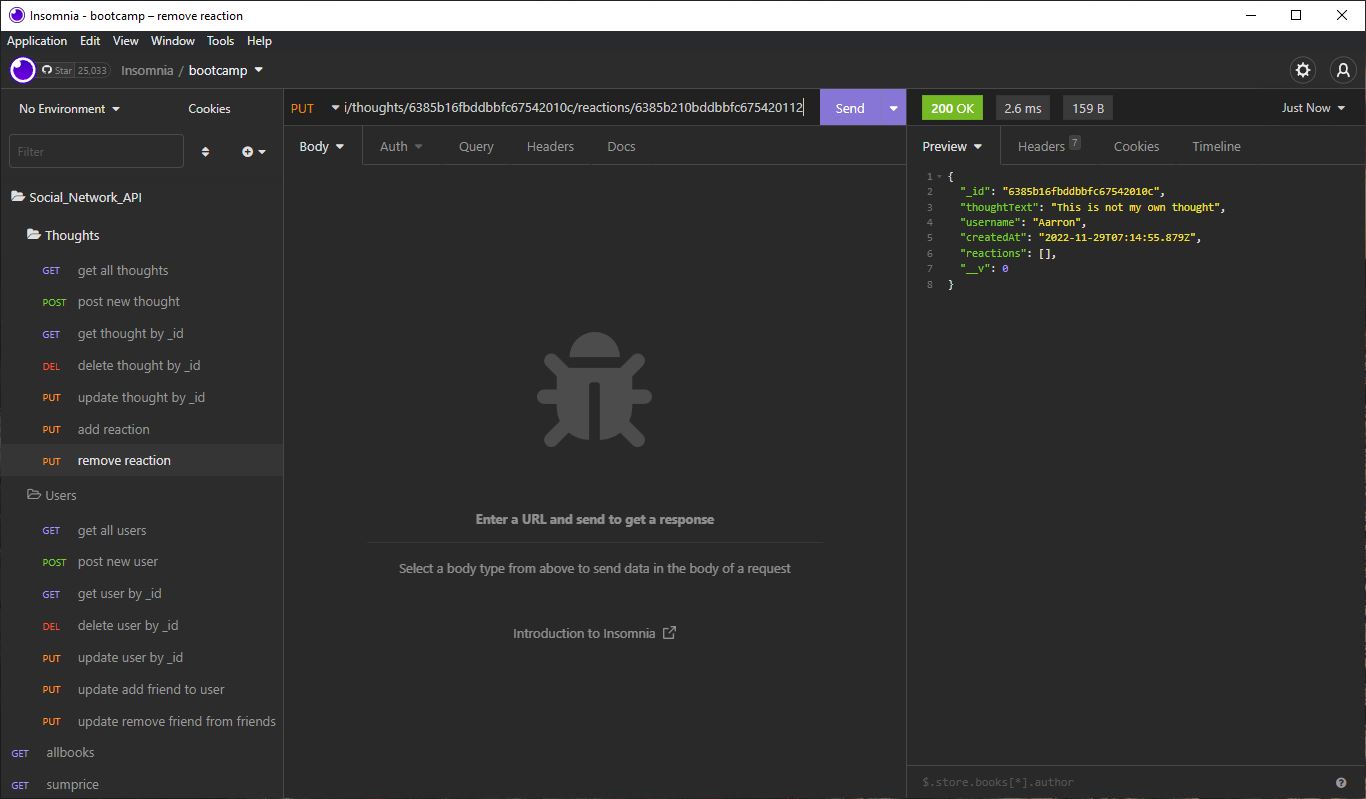 Insomnia - bootcamp – remove reaction
Application Edit View Window Tools Help
Star 25,033 Insomnia / bootcamp
No Environment Cookies
Filter
Social_Network_API
Thoughts
GET get all thoughts
POST post new thought
GET get thought by _id
DEL delete thought by _id
PUT update thought by _id
PUT add reaction
PUT remove reaction
Users
GET get all users
POST post new user
GET get user by _id
DEL delete user by _id
PUT update user by _id
PUT update add friend to user
PUT update remove friend from friends
GET allbooks
GET sumprice
PUT i/thoughts/6385b16fbddbbfc67542010c/reactions/6385b210bddbbfc675420112 Send
Body Auth Query Headers Docs
Enter a URL and send to get a response
Select a body type from above to send data in the body of a request
Introduction to Insomnia
200 OK 2.6 ms 159 B Just Now
Preview Headers 7 Cookies Timeline
1 {
2 "_id": "6385b16fbddbbfc67542010c",
3 "thoughtText": "This is not my own thought",
4 "username": "Aarron",
5 "createdAt": "2022-11-29T07:14:55.879Z",
6 "reactions": [],
7 "__v": 0
8 }
$.store.books[*].author